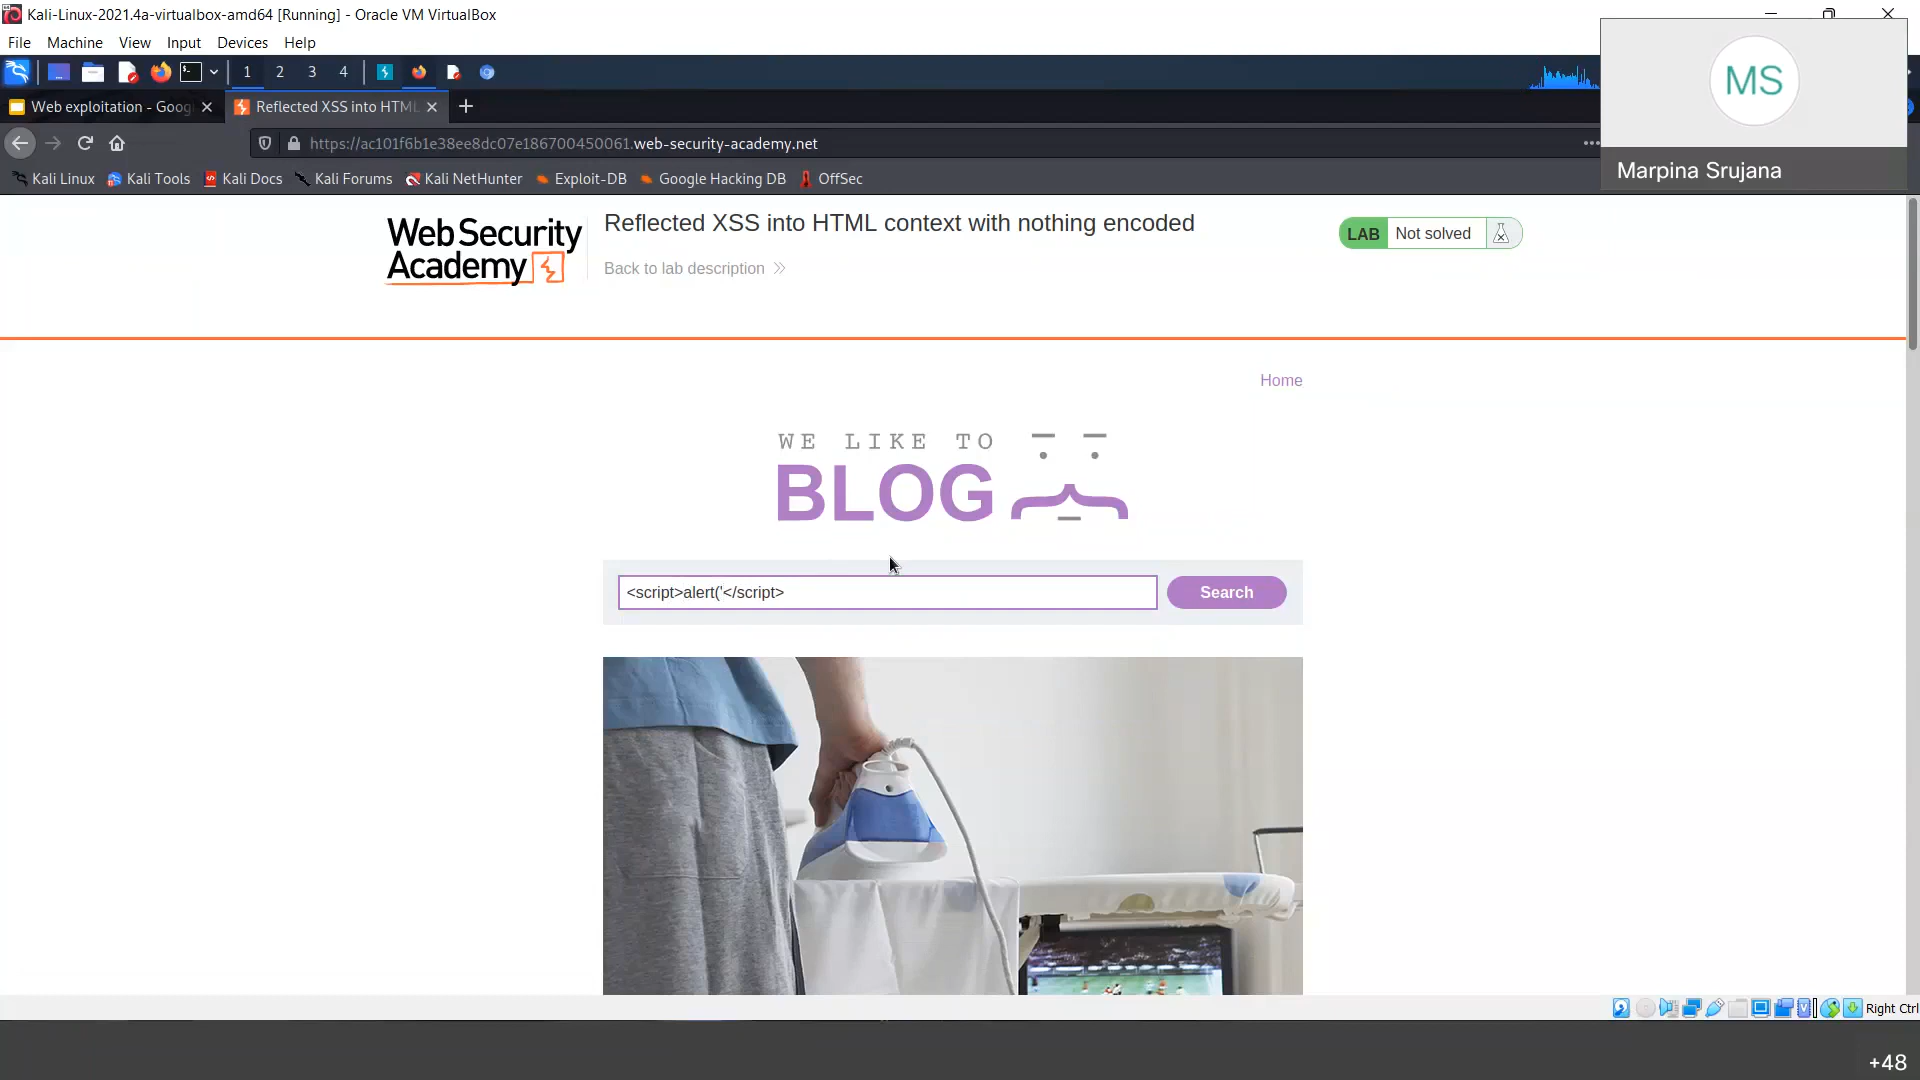 Kali-Linux-2021.4a-virtualbox-amd64 [Running] - Oracle VM VirtualBox
File Machine View Input Devices Help
1 2 3 4
Web exploitation - Goog
Reflected XSS into HTML
https://ac101f6b1e38ee8dc07e186700450061.web-security-academy.net
Kali Linux Kali Tools Kali Docs Kali Forums Kali NetHunter Exploit-DB Google Hacking DB OffSec
MS
Marpina Srujana
WebSecurity
Academy
Reflected XSS into HTML context with nothing encoded
Back to lab description
LAB Not solved
Home
WE LIKE TO
BLOG
<script>alert('</script>
Search
Right Ctrl
+48